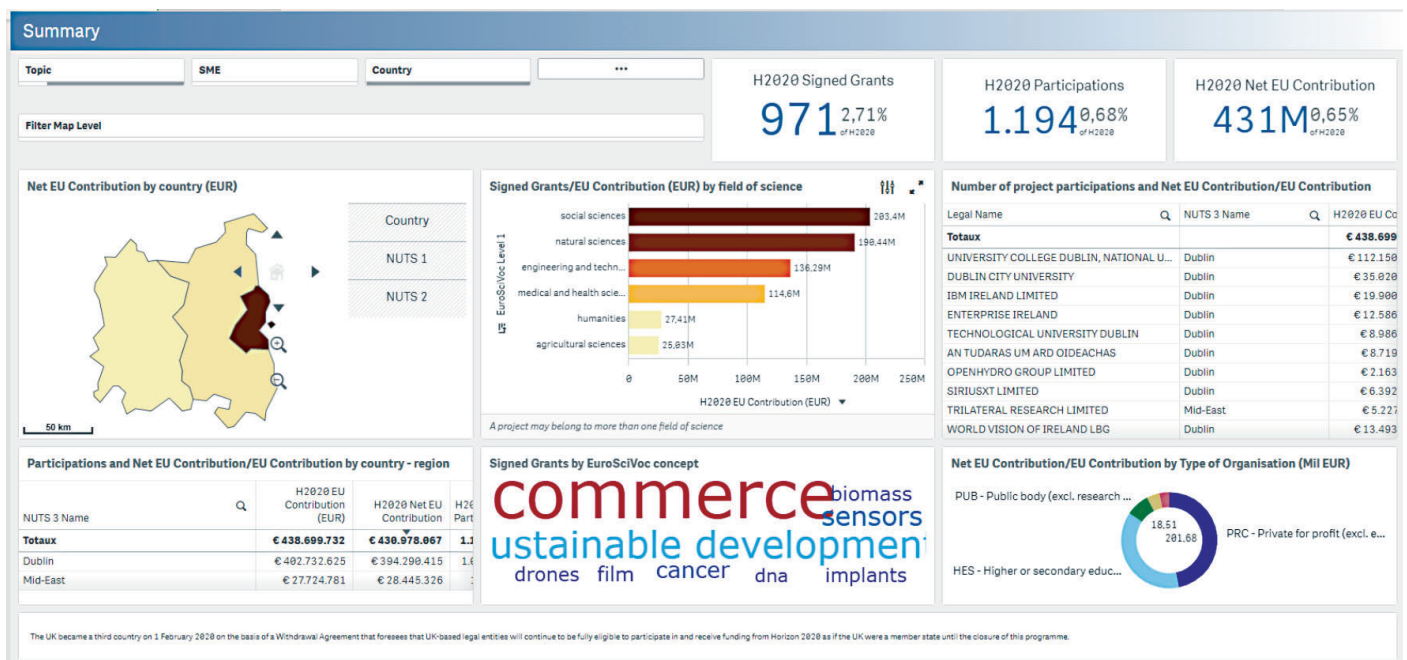 Summary
Topic
SME
Country
...
Filter Map Level
H2020 Signed Grants
971
2,71%
of H2020
H2020 Participations
1.194
0,68%
of H2020
H2020 Net EU Contribution
431M
0,65%
of H2020
Net EU Contribution by country (EUR)
Country
NUTS 1
NUTS 2
50 km
Signed Grants/EU Contribution (EUR) by field of science
EuroSciVoc Level 1
social sciences
203,4M
natural sciences
190,44M
engineering and techn...
136,29M
medical and health scie...
114,6M
humanities
27,41M
agricultural sciences
25,03M
0 50M 100M 150M 200M 250M
H2020 EU Contribution (EUR)
A project may belong to more than one field of science
Number of project participations and Net EU Contribution/EU Contribution
Legal Name NUTS 3 Name H2020 EU Co
Totaux € 438.699
UNIVERSITY COLLEGE DUBLIN, NATIONAL U... Dublin € 112.150
DUBLIN CITY UNIVERSITY Dublin € 35.020
IBM IRELAND LIMITED Dublin € 19.900
ENTERPRISE IRELAND Dublin € 12.586
TECHNOLOGICAL UNIVERSITY DUBLIN Dublin € 8.986
AN TUDARAS UM ARD OIDEACHAS Dublin € 8.719
OPENHYDRO GROUP LIMITED Dublin € 2.163
SIRIUSXT LIMITED Dublin € 6.392
TRILATERAL RESEARCH LIMITED Mid-East € 5.227
WORLD VISION OF IRELAND LBG Dublin € 13.493
Participations and Net EU Contribution/EU Contribution by country - region
NUTS 3 Name
H2020 EU
Contribution
(EUR)
H2020 Net EU
Contribution
H20
Part
Totaux € 438.699.732 € 430.978.067 1.1
Dublin € 402.732.625 € 394.290.415 1.0
Mid-East € 27.724.781 € 28.445.326
Signed Grants by EuroSciVoc concept
commerce
biomass
sensors
ustainable development
drones film cancer dna implants
Net EU Contribution/EU Contribution by Type of Organisation (Mil EUR)
PUB - Public body (excl. research ...
18,51
201,68
PRC - Private for profit (excl. e...
HES - Higher or secondary educ...
The UK became a third country on 1 February 2020 on the basis of a Withdrawal Agreement that foresees that UK-based legal entities will continue to be fully eligible to participate in and receive funding from Horizon 2020 as if the UK were a member state until the closure of this programme.